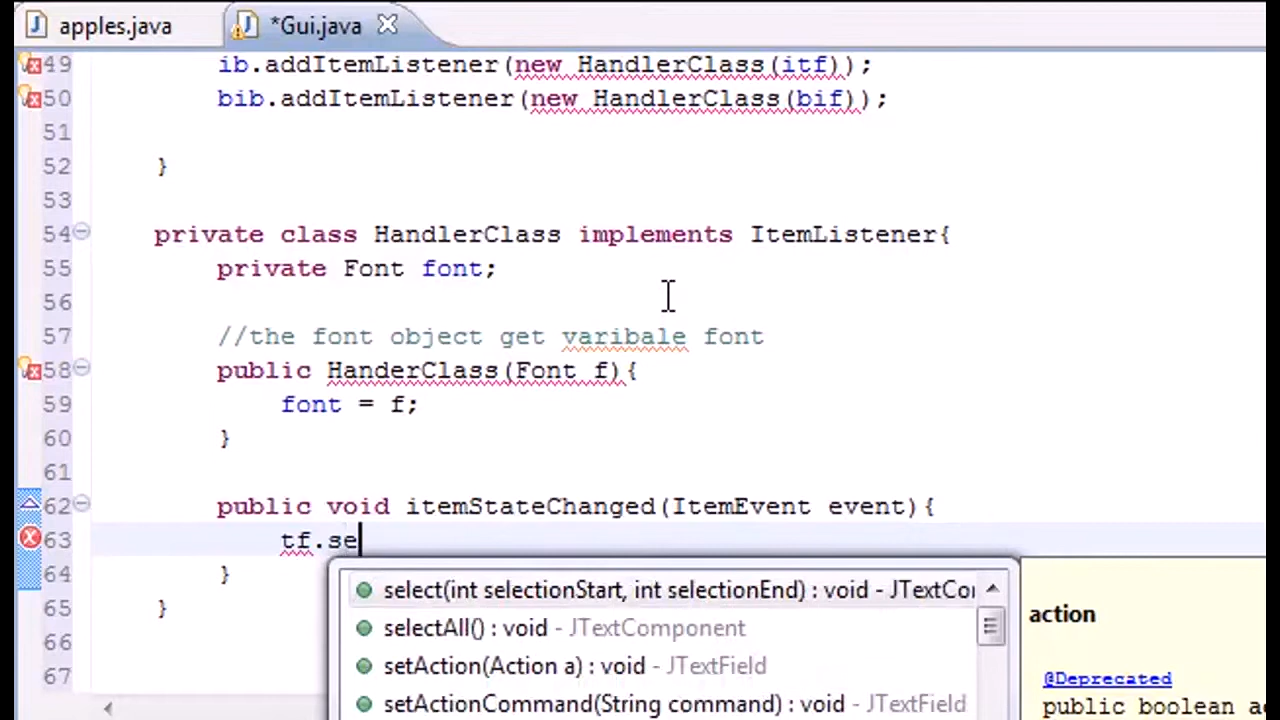 apples.java *Gui.java
49 ib.addItemListener(new HandlerClass(itf));
50 bib.addItemListener(new HandlerClass(bif));
51
52 }
53
54 private class HandlerClass implements ItemListener{
55 private Font font;
56
57 //the font object get varibale font
58 public HanderClass(Font f){
59 font = f;
60 }
61
62 public void itemStateChanged(ItemEvent event){
63 tf.se
64 }
65 }
66
67
select(int selectionStart, int selectionEnd) : void - JTextCo
selectAll() : void - JTextComponent
setAction(Action a) : void - JTextField
setActionCommand(String command) : void - JTextField
action
@Deprecated
public boolean a